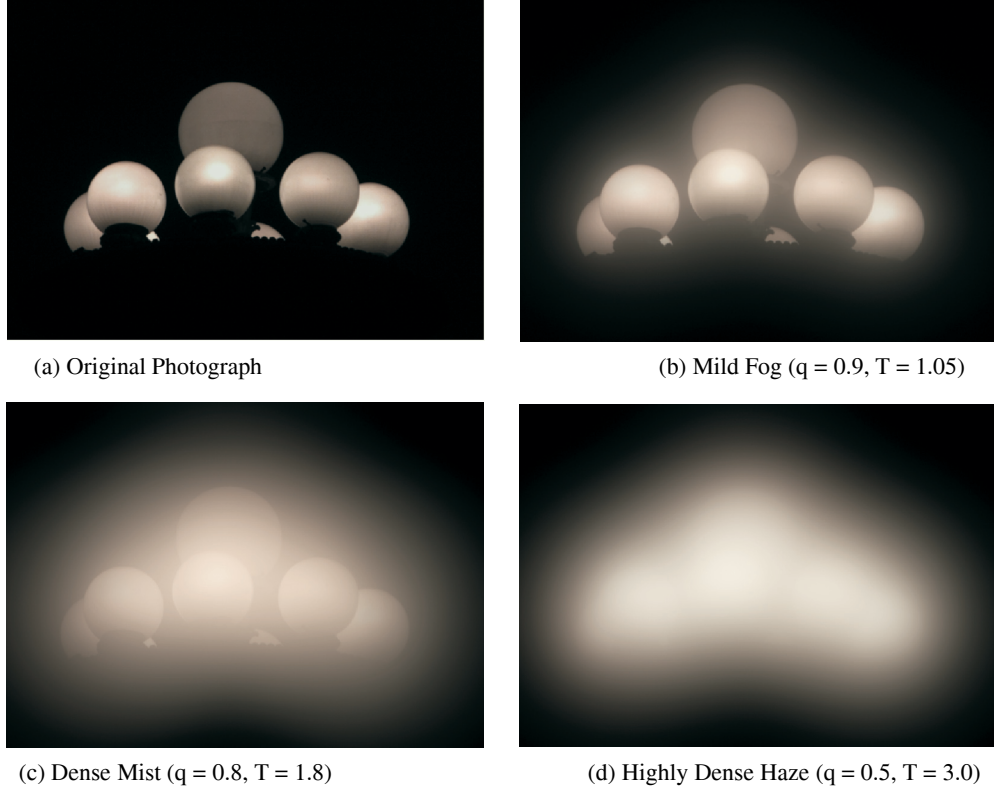 (a) Original Photograph
(b) Mild Fog (q = 0.9, T = 1.05)
(c) Dense Mist (q = 0.8, T = 1.8)
(d) Highly Dense Haze (q = 0.5, T = 3.0)